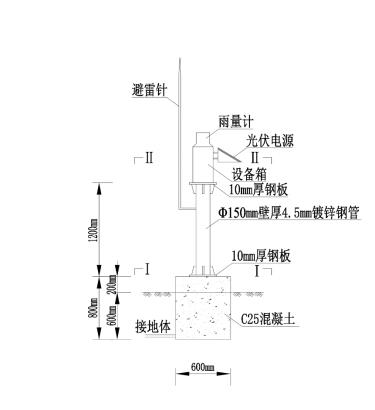 避雷针
雨量计
光伏电源
II
II
设备箱
10mm厚钢板
1200mm
Φ150mm壁厚4.5mm镀锌钢管
10mm厚钢板
I
I
200mm
800mm
600mm
C25混凝土
接地体
600mm